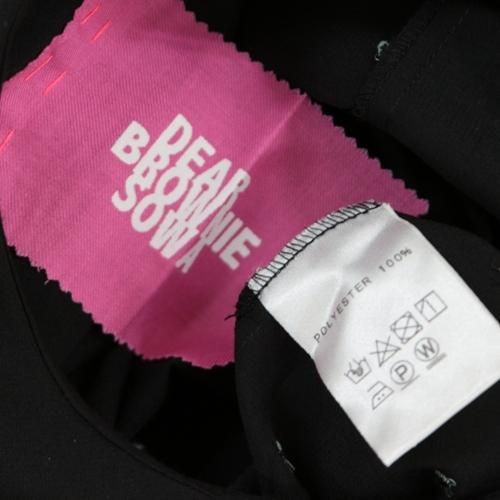 DEAR
BROWNIE
SOWA
POLYESTER 100%
P W